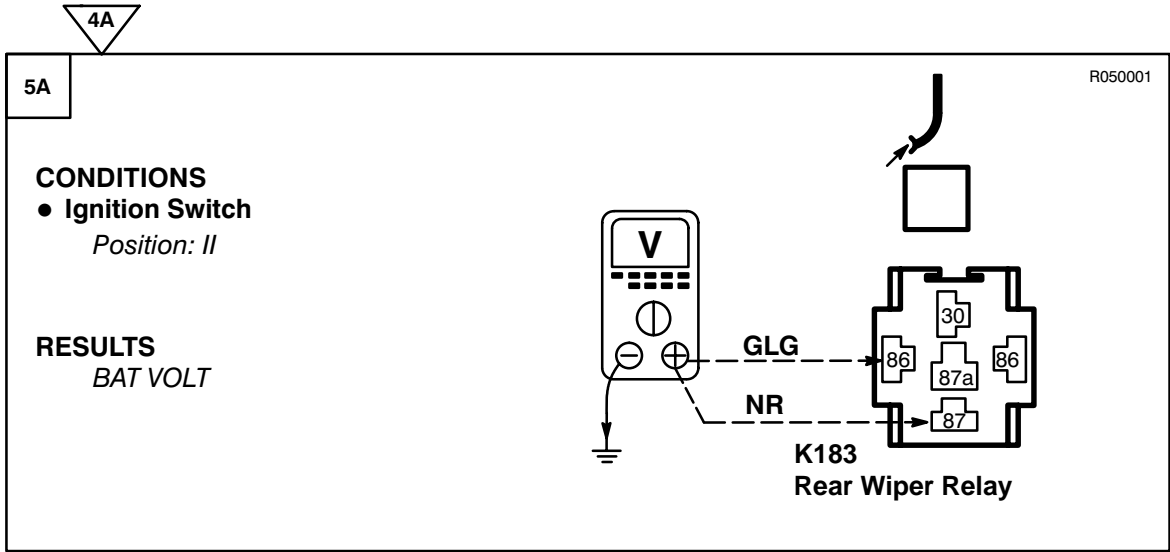 4A
5A
R050001
CONDITIONS
● Ignition Switch
Position: II
RESULTS
BAT VOLT
V
GLG
NR
30
86
87a
86
87
K183
Rear Wiper Relay